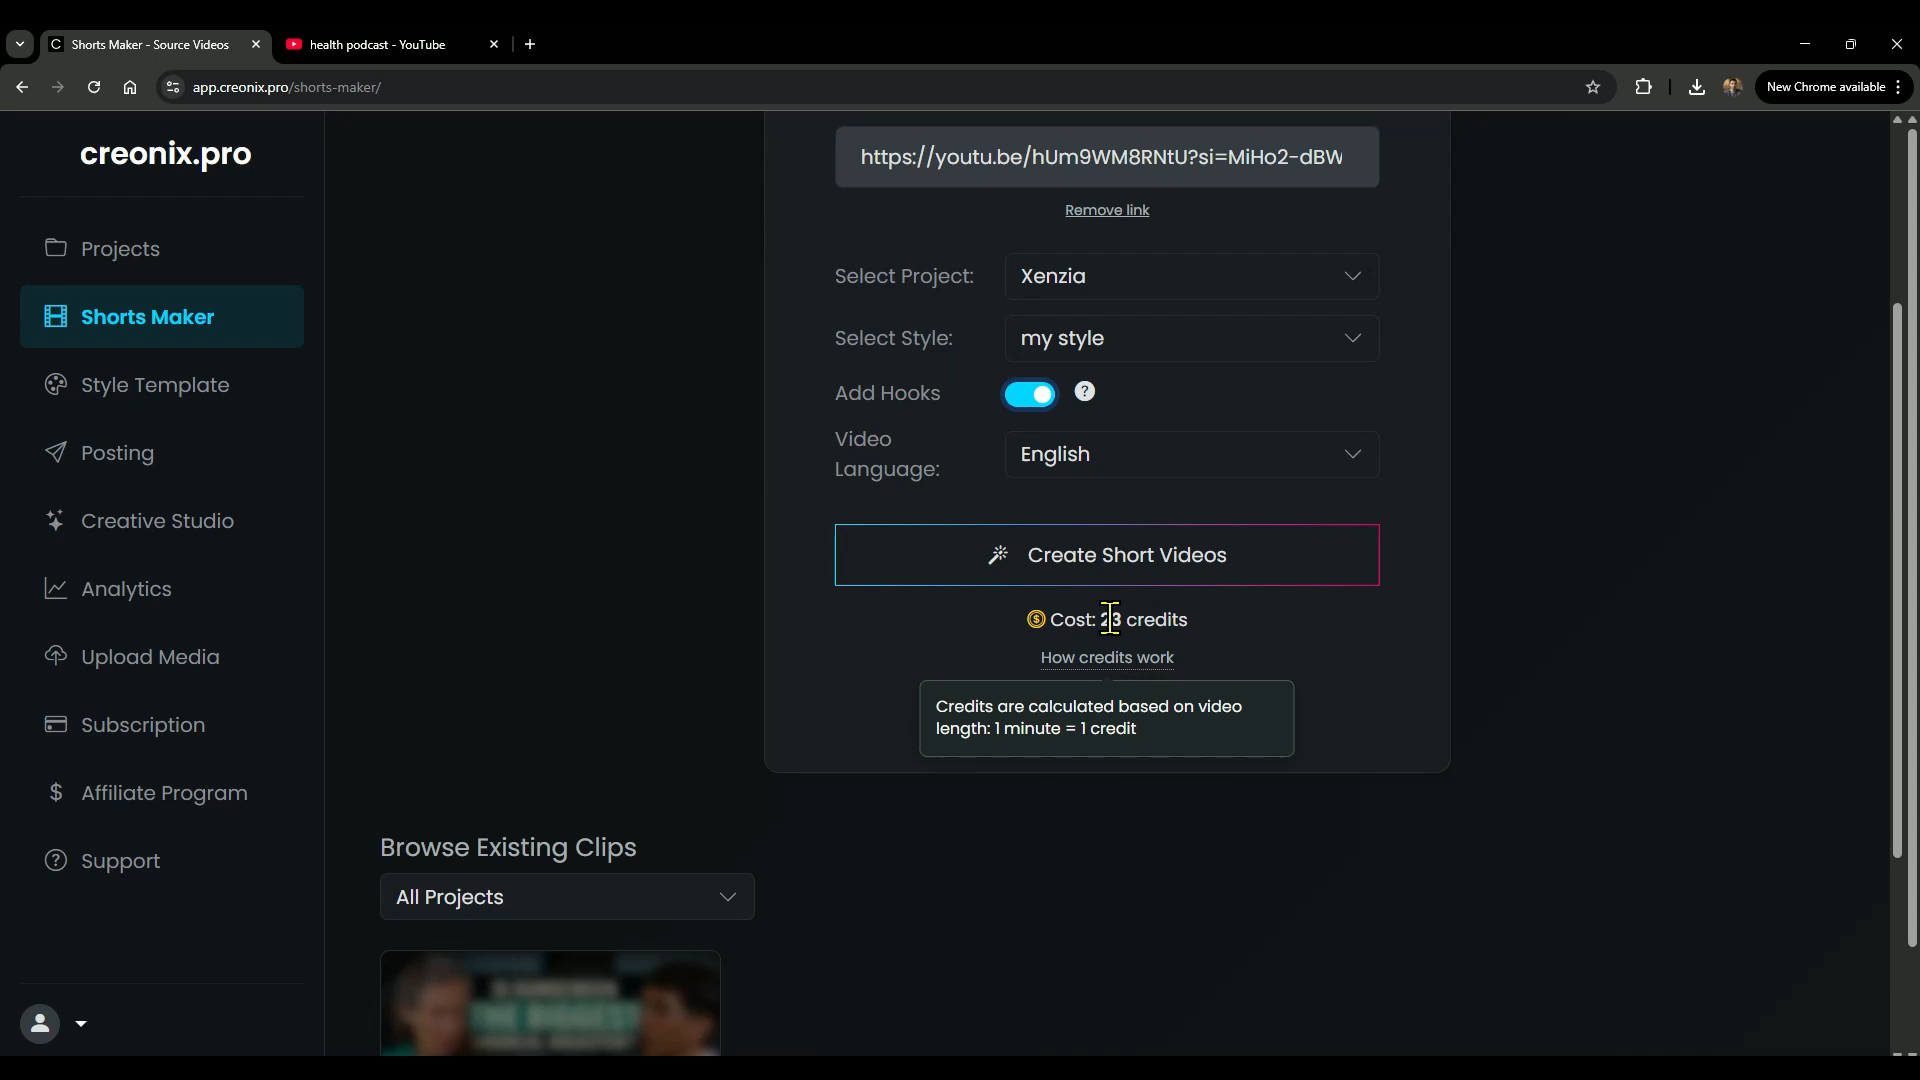 Shorts Maker - Source Videos
health podcast - YouTube
app.creonix.pro/shorts-maker/
New Chrome available
creonix.pro
Projects
Shorts Maker
Style Template
Posting
Creative Studio
Analytics
Upload Media
Subscription
Affiliate Program
Support
https://youtu.be/hUm9WM8RNtU?si=MiHo2-dBW
Remove link
Select Project:
Xenzia
Select Style:
my style
Add Hooks
?
Video
Language:
English
Create Short Videos
Cost: 23 credits
How credits work
Credits are calculated based on video
length: 1 minute = 1 credit
Browse Existing Clips
All Projects
THE BIGGEST